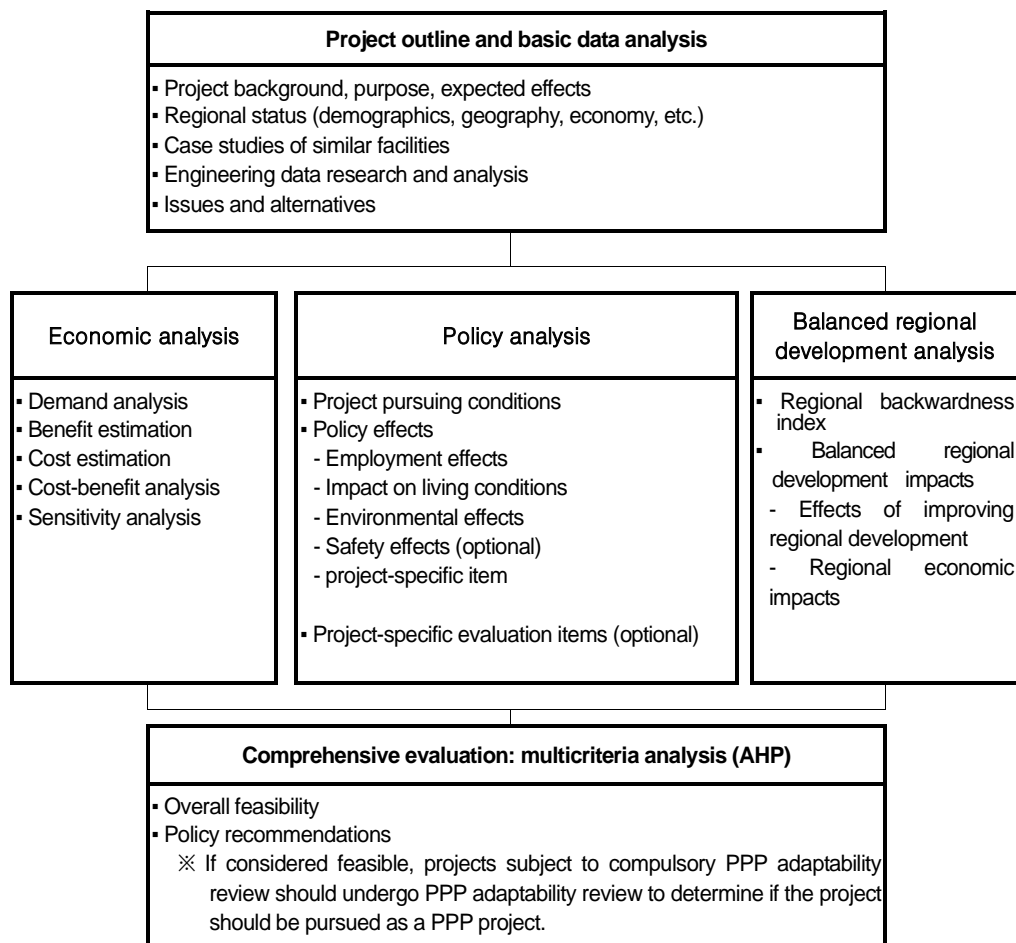 Project outline and basic data analysis
▪ Project background, purpose, expected effects
▪ Regional status (demographics, geography, economy, etc.)
▪ Case studies of similar facilities
▪ Engineering data research and analysis
▪ Issues and alternatives
Economic analysis
▪ Demand analysis
▪ Benefit estimation
▪ Cost estimation
▪ Cost-benefit analysis
▪ Sensitivity analysis
Policy analysis
▪ Project pursuing conditions
▪ Policy effects
- Employment effects
- Impact on living conditions
- Environmental effects
- Safety effects (optional)
- project-specific item
▪ Project-specific evaluation items (optional)
Balanced regional
development analysis
▪ Regional backwardness
index
▪ Balanced regional
development impacts
- Effects of improving
regional development
- Regional economic
impacts
Comprehensive evaluation: multicriteria analysis (AHP)
▪ Overall feasibility
▪ Policy recommendations
※ If considered feasible, projects subject to compulsory PPP adaptability
review should undergo PPP adaptability review to determine if the project
should be pursued as a PPP project.